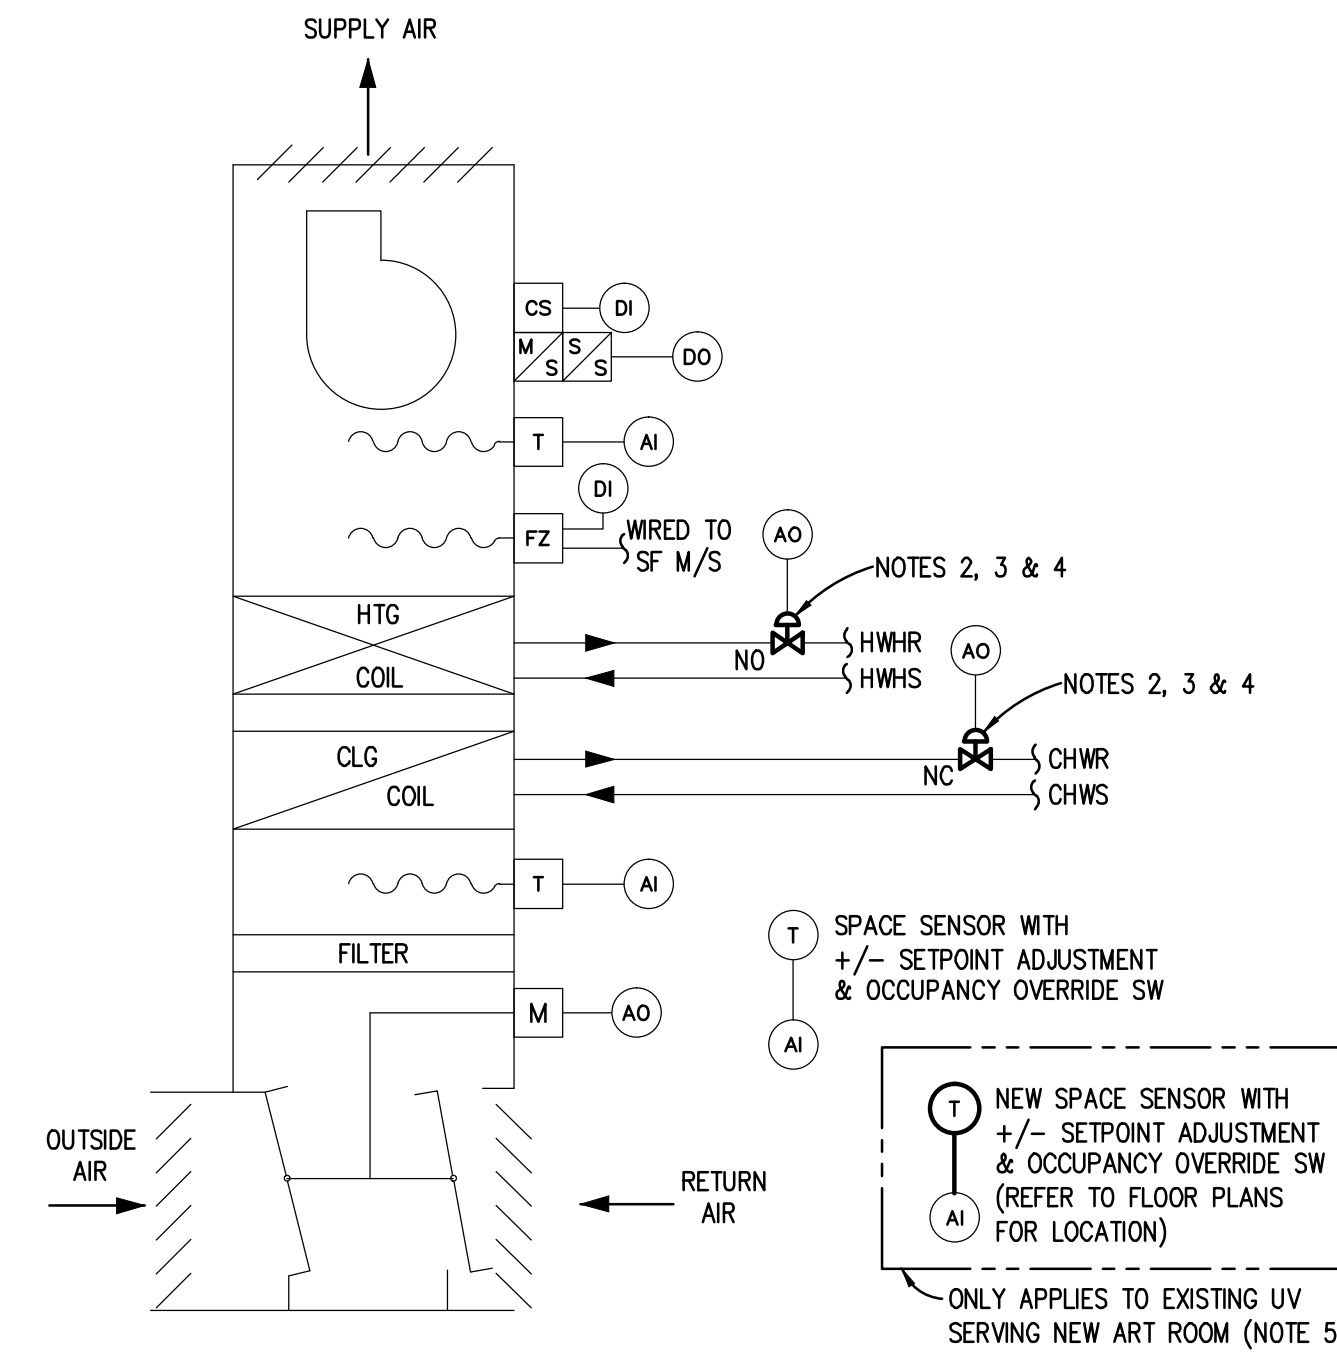 SUPPLY AIR
CS
DI
M
S
S
S
DO
T
AI
DI
FZ
WIRED TO
SF M/S
AO
NOTES 2, 3 & 4
HTG
COIL
NO
HWHR
HWHS
AO
NOTES 2, 3 & 4
CLG
COIL
NC
CHWR
CHWS
T
AI
FILTER
M
AO
T
AI
SPACE SENSOR WITH
+/- SETPOINT ADJUSTMENT
& OCCUPANCY OVERRIDE SW
OUTSIDE
AIR
RETURN
AIR
T
AI
NEW SPACE SENSOR WITH
+/- SETPOINT ADJUSTMENT
& OCCUPANCY OVERRIDE SW
(REFER TO FLOOR PLANS
FOR LOCATION)
ONLY APPLIES TO EXISTING UV
SERVING NEW ART ROOM (NOTE 5